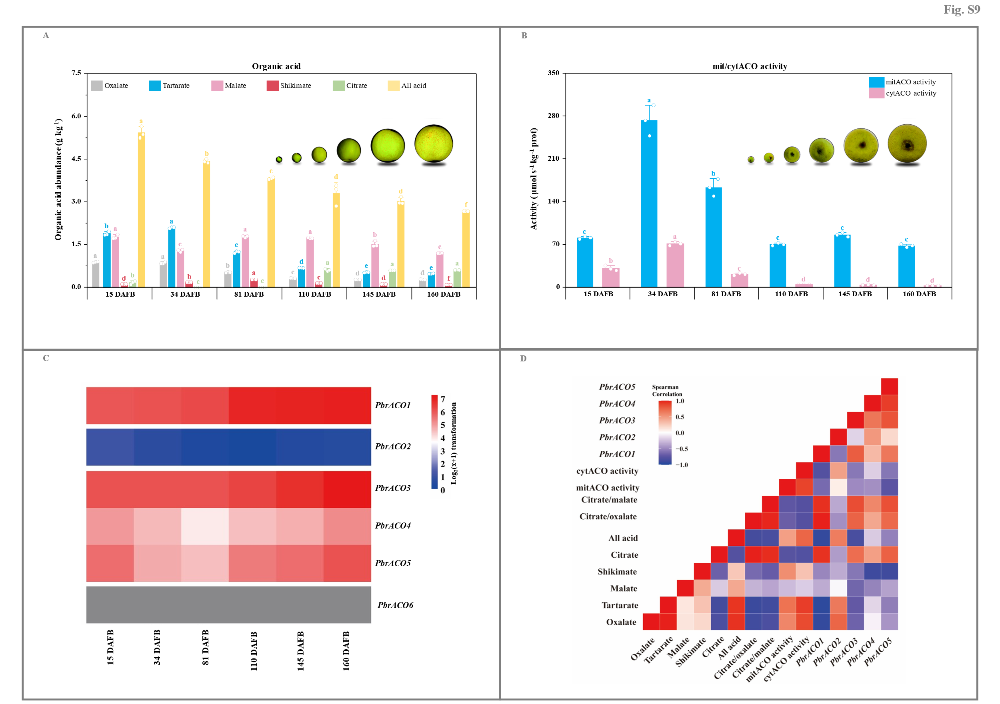 Fig. S9
A
Organic acid
7.5
6.0
4.5
3.0
1.5
0.0
Organic acid abundance (g kg-1)
Oxalate Tartarate Malate Shikimate Citrate All acid
a b a d b a
a a c b c b
b c a a c c
c d a c a d
d e b d a d
d e c f a f
15 DAFB 34 DAFB 81 DAFB 110 DAFB 145 DAFB 160 DAFB
B
mit/cytACO activity
350
280
210
140
70
0
Activity (μmol s-1 kg-1 prot)
mitACO activity
cytACO activity
c b
a a
b c
c d
c d
c d
15 DAFB 34 DAFB 81 DAFB 110 DAFB 145 DAFB 160 DAFB
C
PbrACO1
PbrACO2
PbrACO3
PbrACO4
PbrACO5
PbrACO6
7
6
5
4
3
2
1
0
Log2(x+1) transformation
15 DAFB
34 DAFB
81 DAFB
110 DAFB
145 DAFB
160 DAFB
D
PbrACO5
PbrACO4
PbrACO3
PbrACO2
PbrACO1
cytACO activity
mitACO activity
Citrate/malate
Citrate/oxalate
All acid
Citrate
Shikimate
Malate
Tartarate
Oxalate
Spearman
Correlation
1.0
0.5
0.0
−0.5
−1.0
Oxalate
Tartarate
Malate
Shikimate
Citrate
All acid
Citrate/oxalate
Citrate/malate
mitACO activity
cytACO activity
PbrACO1
PbrACO2
PbrACO3
PbrACO4
PbrACO5